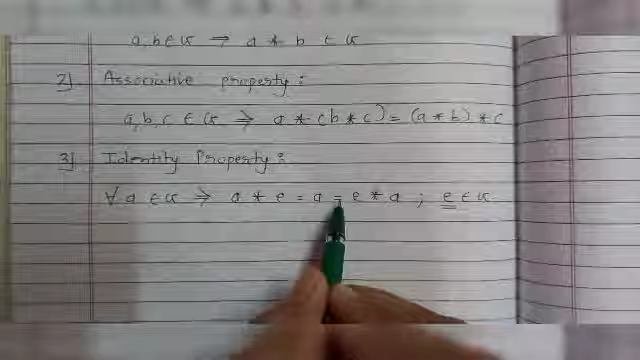 a, b ∈ G ⇒ a * b ∈ G
2] Associative property :
a, b, c ∈ G ⇒ a * (b * c) = (a * b) * c
3] Identity Property :
∀ a ∈ G ⇒ a * e = a = e * a ; e ∈ G